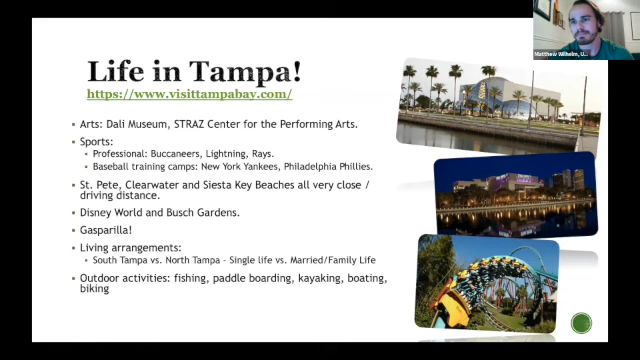 Matthew Wilhelm, U...
Life in Tampa!
https://www.visittampabay.com/
▪ Arts: Dali Museum, STRAZ Center for the Performing Arts.
▪ Sports:
▪ Professional: Buccaneers, Lightning, Rays.
▪ Baseball training camps: New York Yankees, Philadelphia Phillies.
▪ St. Pete, Clearwater and Siesta Key Beaches all very close /
driving distance.
▪ Disney World and Busch Gardens.
▪ Gasparilla!
▪ Living arrangements:
▪ South Tampa vs. North Tampa – Single life vs. Married/Family Life
▪ Outdoor activities: fishing, paddle boarding, kayaking, boating,
biking